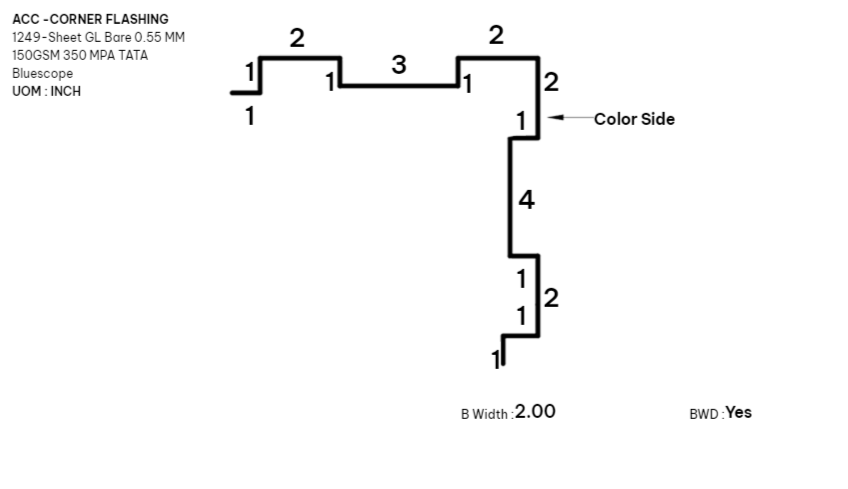 ACC -CORNER FLASHING
1249-Sheet GL Bare 0.55 MM
150GSM 350 MPA TATA
Bluescope
UOM : INCH
2
2
1
3
1
1
2
1
1
Color Side
4
1
2
1
1
B Width :2.00
BWD :Yes